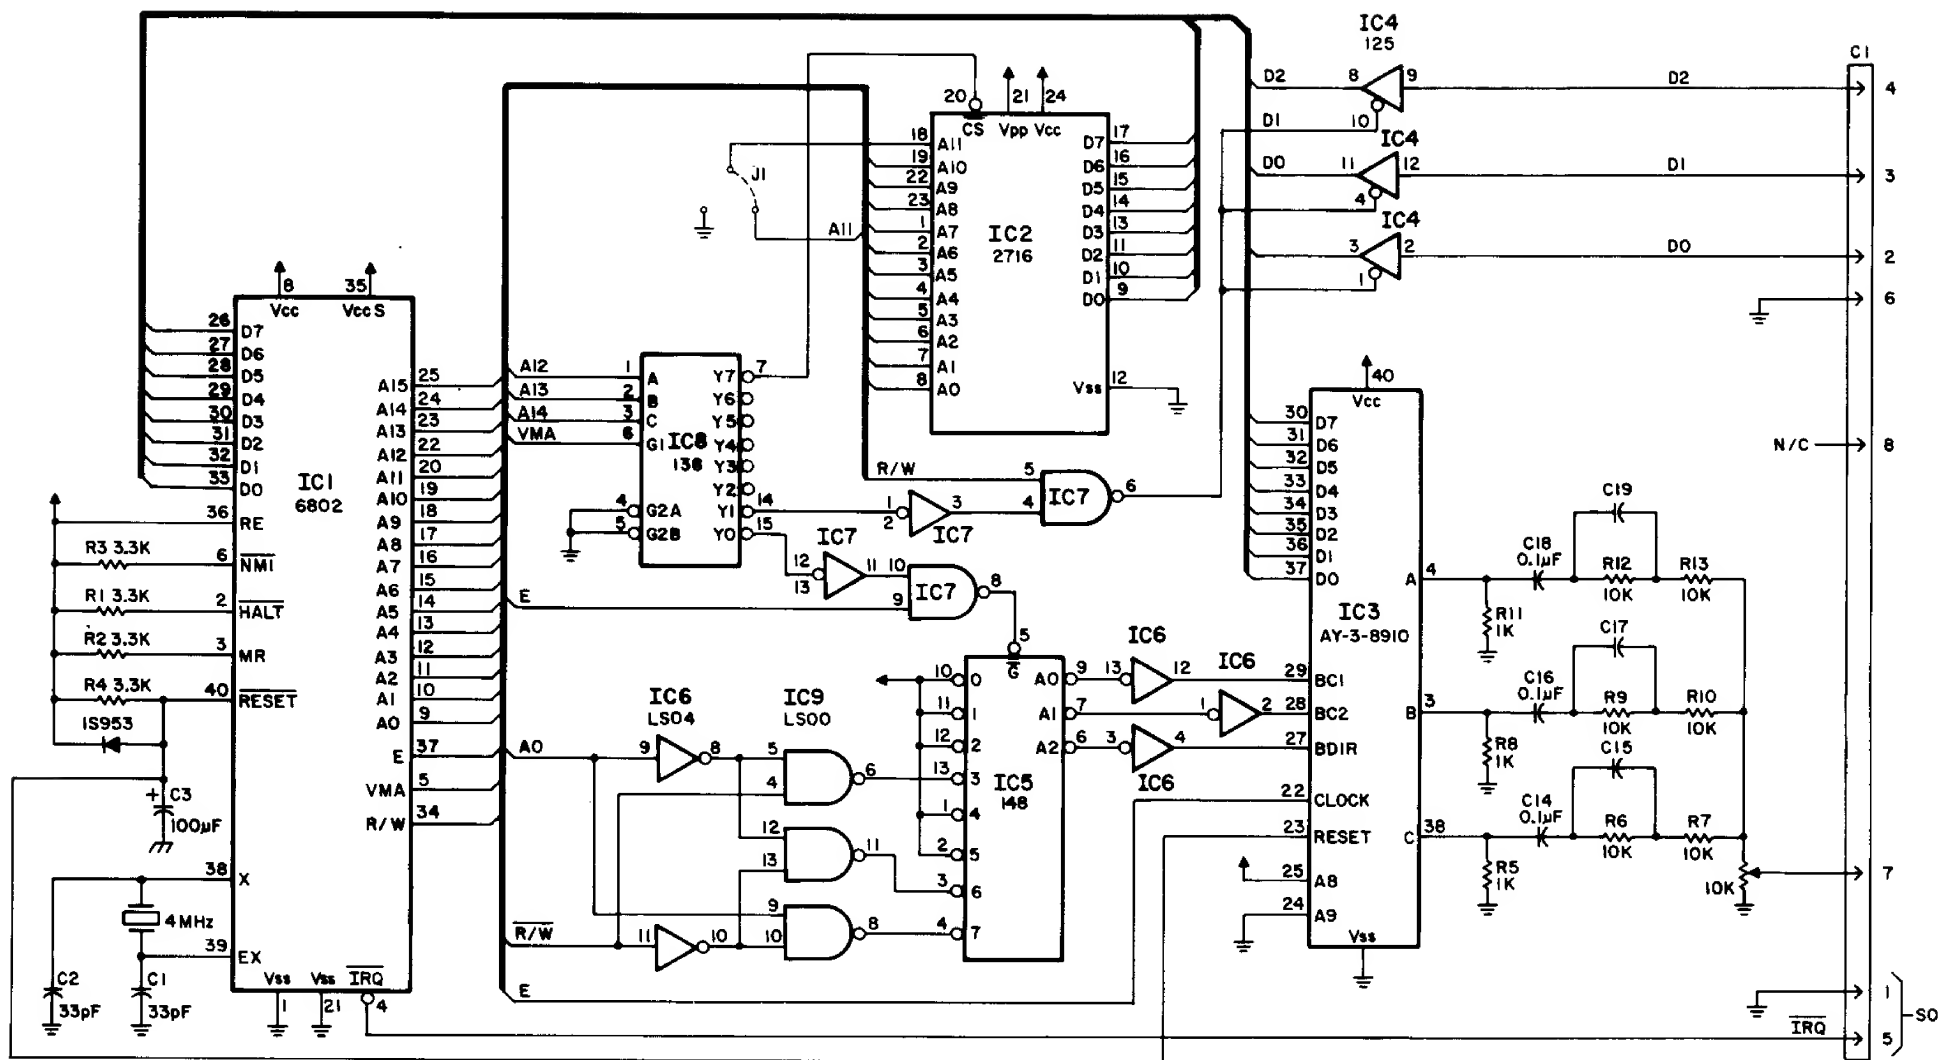 IC4
125
C1
D2 8 9 D2 4
D1 10
IC4
D0 11 12 D1 3
4
IC4
3 2 D0 2
1
6
N/C 8
20 21 24
CS Vpp Vcc
18 A11
19 A10
22 A9
23 A8
1 A7
2 A6
3 A5
4 A4
5 A3
6 A2
7 A1
8 A0
IC2
2716
D7 17
D6 16
D5 15
D4 14
D3 13
D2 11
D1 10
D0 9
Vss 12
J1
A11
8 35
Vcc Vcc S
26 D7
27 D6
28 D5
29 D4
30 D3
31 D2
32 D1
33 D0
IC1
6802
36 RE
R3 3.3K 6 NMI
R1 3.3K 2 HALT
R2 3.3K 3 MR
R4 3.3K 40 RESET
1S953
+ C3
100µF
38 X
4MHz
39 EX
C2
33pF
C1
33pF
Vss Vss IRQ
1 21 4
A15 25
A14 24
A13 23
A12 22
A11 20
A10 19
A9 18
A8 17
A7 16
A6 15
A5 14
A4 13
A3 12
A2 11
A1 10
A0 9
E 37
VMA 5
R/W 34
A12 1 A
A13 2 B
A14 3 C
VMA 6 G1
IC8
138
4 G2A
5 G2B
Y7 7
Y6
Y5
Y4
Y3
Y2
Y1 14
Y0 15
R/W 5
1 2 3 4
IC7
IC7 6
IC7
12 13 11 10
E 9
IC7 8
5
G
IC6
LS04
IC9
LS00
A0 9 8 5 4 6
12 13 11
9 10 8
R/W 11 10
E
10 0
11 1
12 2
13 3
1 4
2 5
3 6
4 7
IC5
148
A0 9
A1 7
A2 6
IC6
13 12
IC6
1 2
3 4
IC6
40
Vcc
30 D7
31 D6
32 D5
33 D4
34 D3
35 D2
36 D1
37 D0
IC3
AY-3-8910
29 BC1
28 BC2
27 BDIR
22 CLOCK
23 RESET
25 A8
24 A9
Vss
A 4
B 3
C 38
C19
C18
0.1µF
R12
10K
R13
10K
R11
1K
C17
C16
0.1µF
R9
10K
R10
10K
R8
1K
C15
C14
0.1µF
R6
10K
R7
10K
R5
1K
10K
7
1
SO
IRQ 5